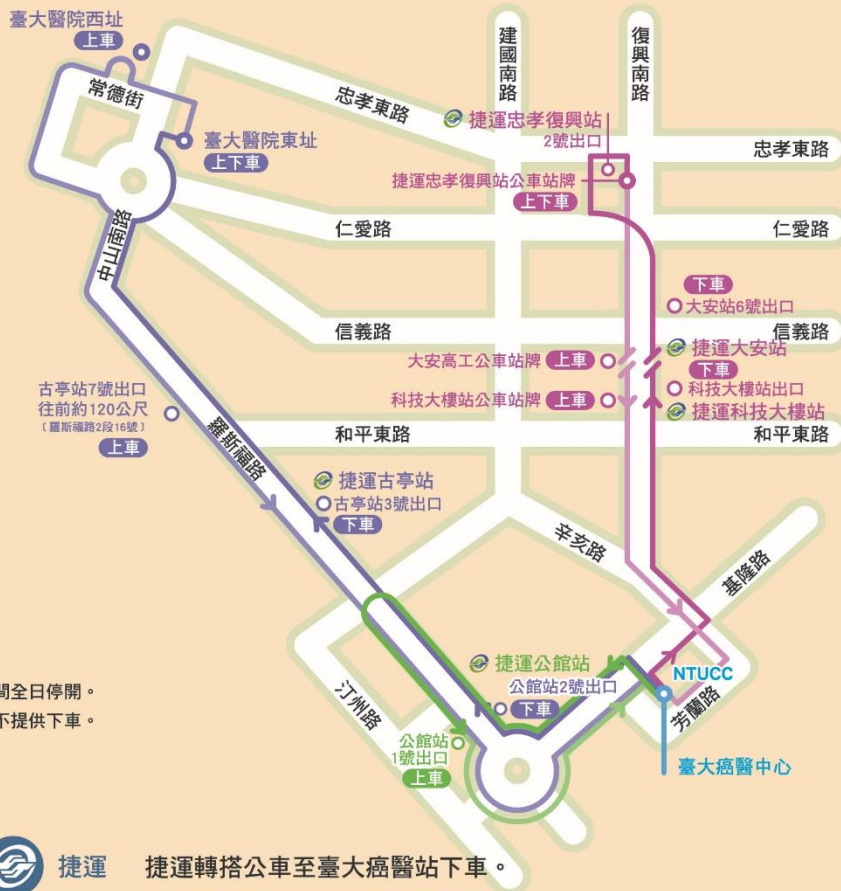 臺大醫院西址
上車
常德街
臺大醫院東址
上下車
中山南路
忠孝東路
建國南路
復興南路
捷運忠孝復興站
2號出口
忠孝東路
捷運忠孝復興站公車站牌
上下車
仁愛路
仁愛路
下車
大安站6號出口
信義路
信義路
大安高工公車站牌 上車
捷運大安站
下車
科技大樓站公車站牌 上車
科技大樓站出口
捷運科技大樓站
古亭站7號出口
往前約120公尺
(羅斯福路2段16號)
上車
和平東路
和平東路
羅斯福路
捷運古亭站
古亭站3號出口
下車
辛亥路
基隆路
捷運公館站
公館站2號出口
下車
NTUCC
芳蘭路
汀州路
公館站
1號出口
上車
臺大癌醫中心
間全日停開。
不提供下車。
捷運 捷運轉搭公車至臺大癌醫站下車。